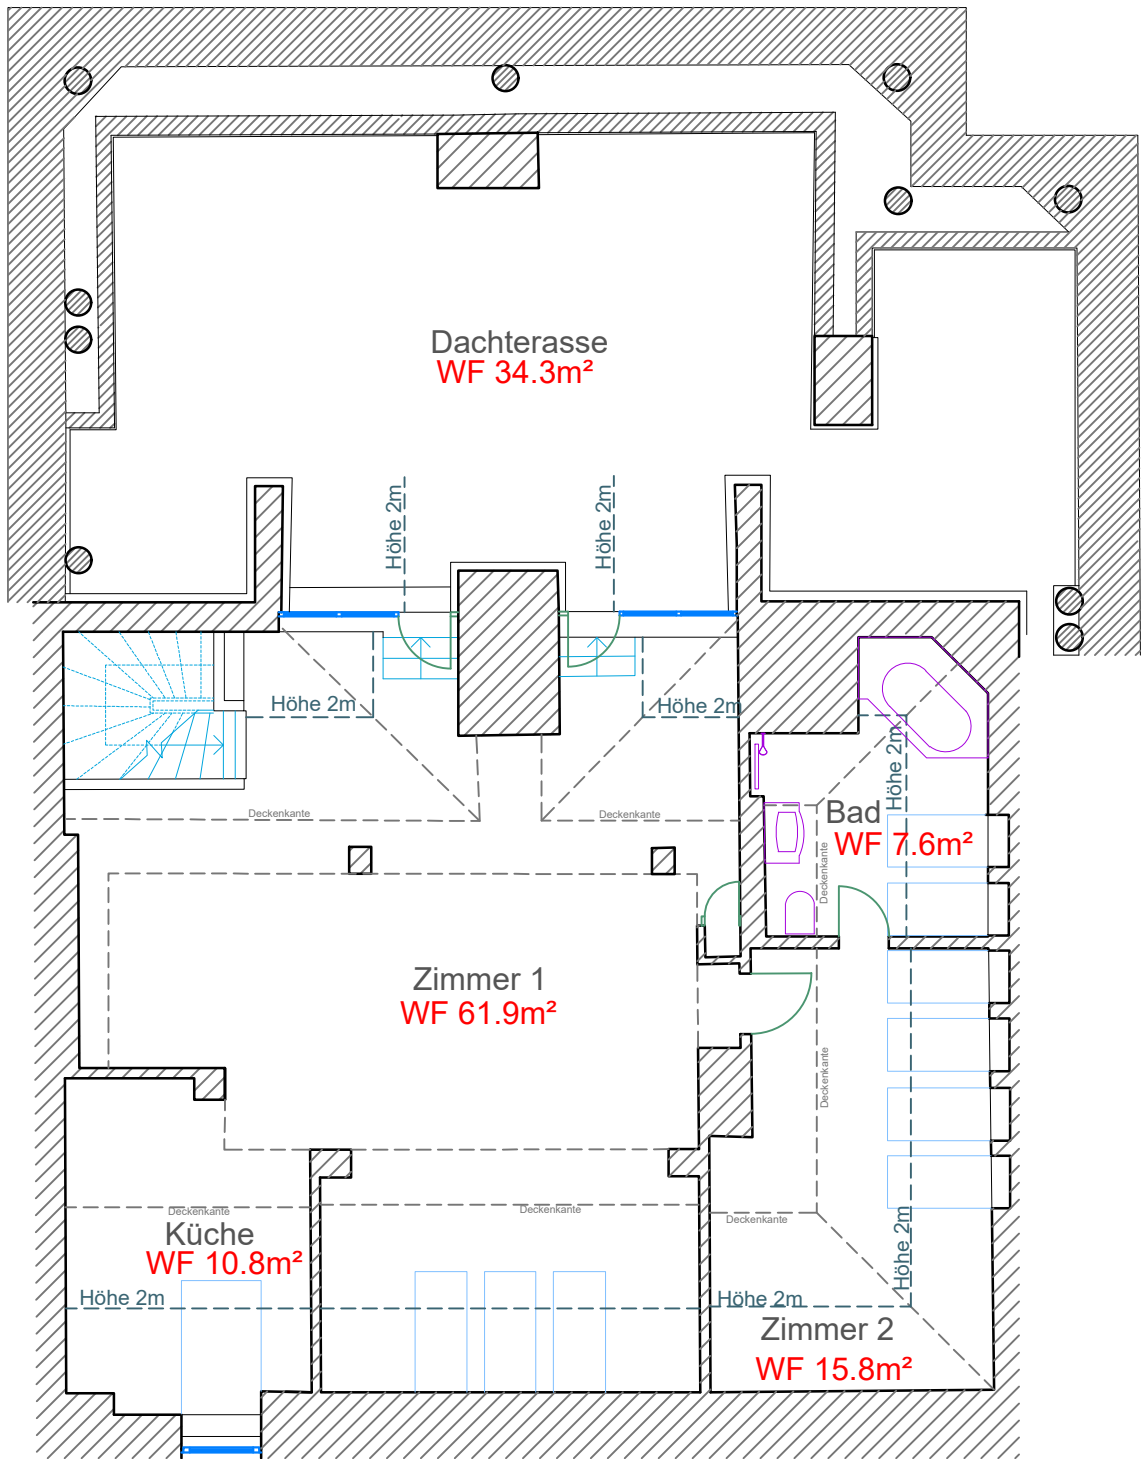 Dachterasse
WF 34.3m²
Höhe 2m
Höhe 2m
Höhe 2m
Höhe 2m
Höhe 2m
Deckenkante
Deckenkante
Bad
WF 7.6m²
Deckenkante
Zimmer 1
WF 61.9m²
Deckenkante
Deckenkante
Deckenkante
Deckenkante
Küche
WF 10.8m²
Höhe 2m
Höhe 2m
Höhe 2m
Zimmer 2
WF 15.8m²